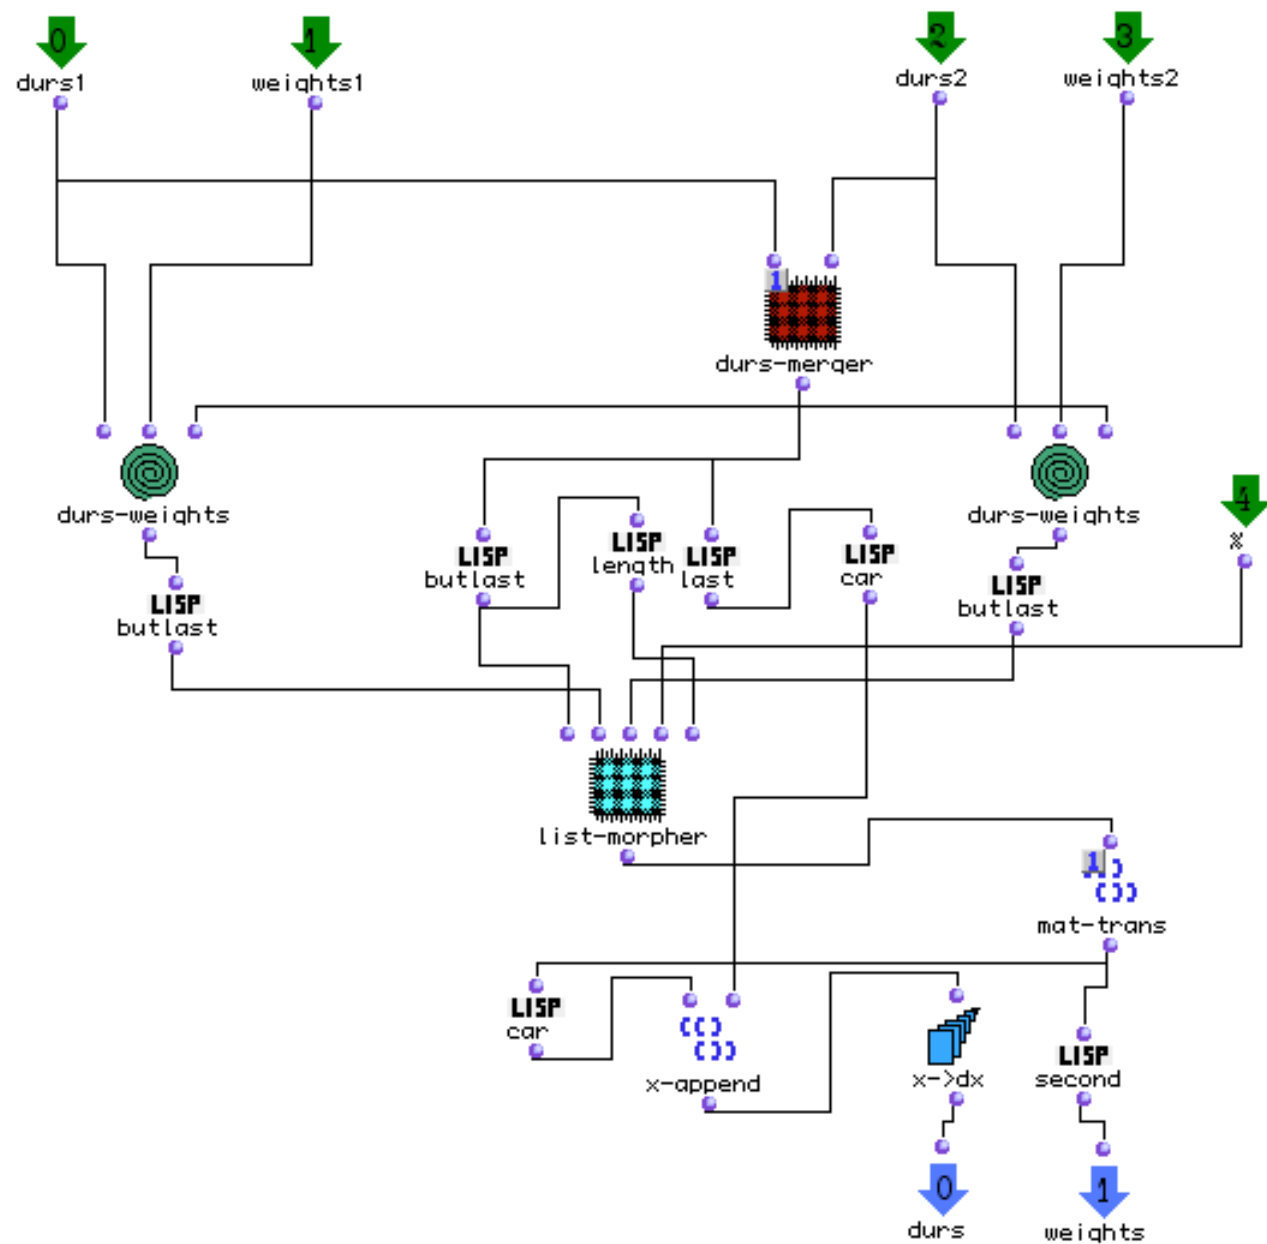 0
1
2
3
durs1
weights1
durs2
weights2
1
durs-merger
durs-weights
durs-weights
4
%
LISP
butlast
LISP
length
LISP
last
LISP
car
LISP
butlast
LISP
butlast
list-morpher
1
mat-trans
LISP
car
x-append
x->dx
LISP
second
0
1
durs
weights